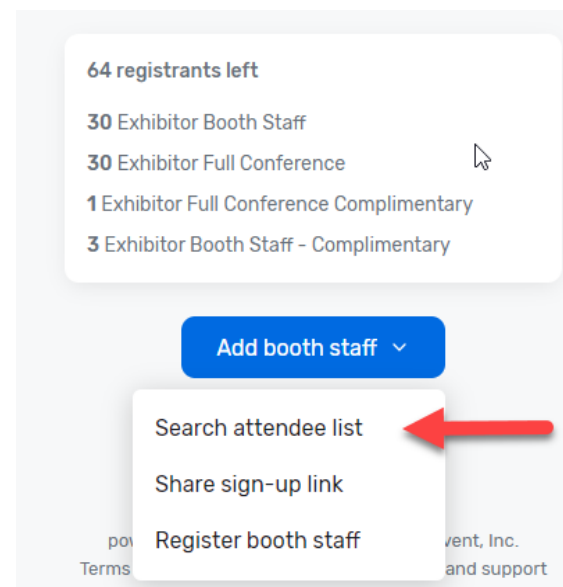 64 registrants left
30 Exhibitor Booth Staff
30 Exhibitor Full Conference
1 Exhibitor Full Conference Complimentary
3 Exhibitor Booth Staff - Complimentary
Add booth staff
Search attendee list
Share sign-up link
Register booth staff
Inc.
Terms and support